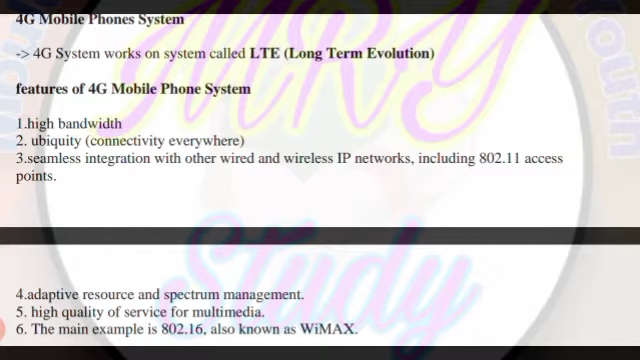 4G Mobile Phones System
-> 4G System works on system called LTE (Long Term Evolution)
features of 4G Mobile Phone System
1.high bandwidth
2. ubiquity (connectivity everywhere)
3.seamless integration with other wired and wireless IP networks, including 802.11 access
points.
MRY
Study
4.adaptive resource and spectrum management.
5. high quality of service for multimedia.
6. The main example is 802.16, also known as WiMAX.